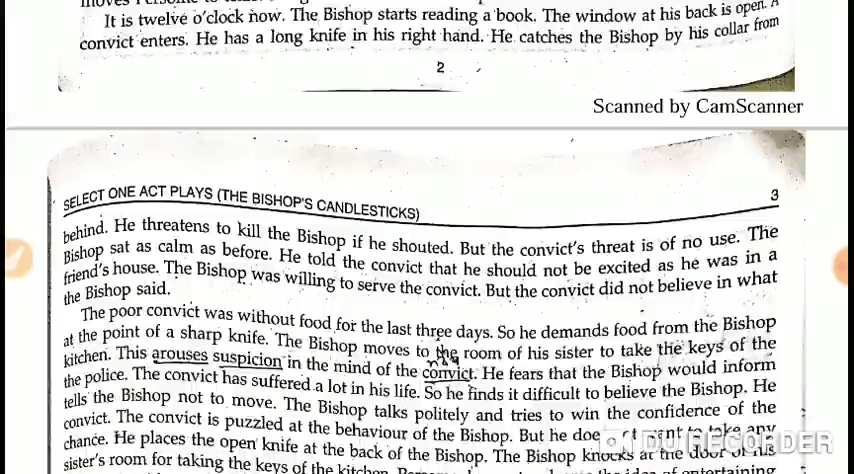 It is twelve o'clock now. The Bishop starts reading a book. The window at his back is open. A
convict enters. He has a long knife in his right hand. He catches the Bishop by his collar from
2
Scanned by CamScanner
SELECT ONE ACT PLAYS (THE BISHOP'S CANDLESTICKS)
3
behind. He threatens to kill the Bishop if he shouted. But the convict's threat is of no use. The
Bishop sat as calm as before. He told the convict that he should not be excited as he was in a
friend's house. The Bishop was willing to serve the convict. But the convict did not believe in what
the Bishop said.
The poor convict was without food for the last three days. So he demands food from the Bishop
at the point of a sharp knife. The Bishop moves to the room of his sister to take the keys of the
kitchen. This arouses suspicion in the mind of the convict. He fears that the Bishop would inform
the police. The convict has suffered a lot in his life. So he finds it difficult to believe the Bishop. He
tells the Bishop not to move. The Bishop talks politely and tries to win the confidence of the
convict. The convict is puzzled at the behaviour of the Bishop. But he want to take any
chance. He places the open knife at the back of the Bishop. The Bishop knocks at the door of his
sister's room for taking the keys of the kitchen. the idea of entertaining
DU RECORDER